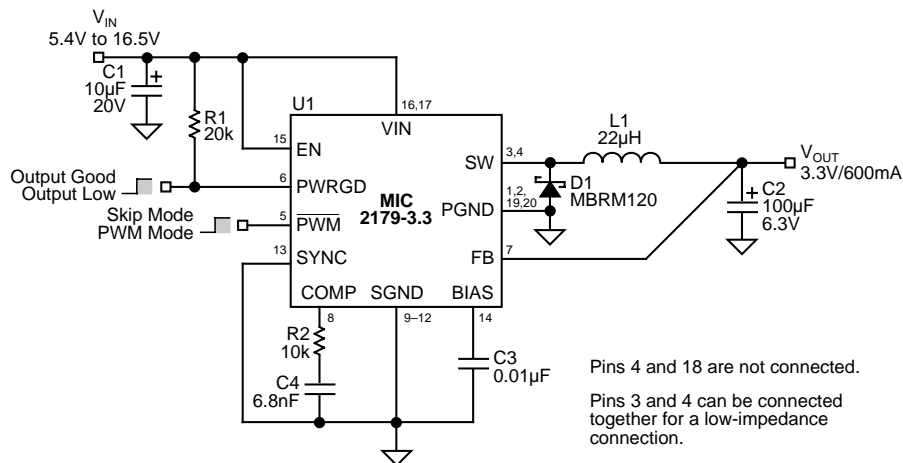 VIN
5.4V to 16.5V
C1
10µF
20V
R1
20k
U1
16,17
VIN
15
EN
Output Good
Output Low
6
PWRGD
Skip Mode
PWM Mode
5
PWM
13
SYNC
MIC
2179-3.3
SW
3,4
L1
22µH
VOUT
3.3V/600mA
D1
MBRM120
1,2,
19,20
PGND
C2
100µF
6.3V
FB
7
COMP
SGND
BIAS
8
9–12
14
R2
10k
C4
6.8nF
C3
0.01µF
Pins 4 and 18 are not connected.
Pins 3 and 4 can be connected
together for a low-impedance
connection.